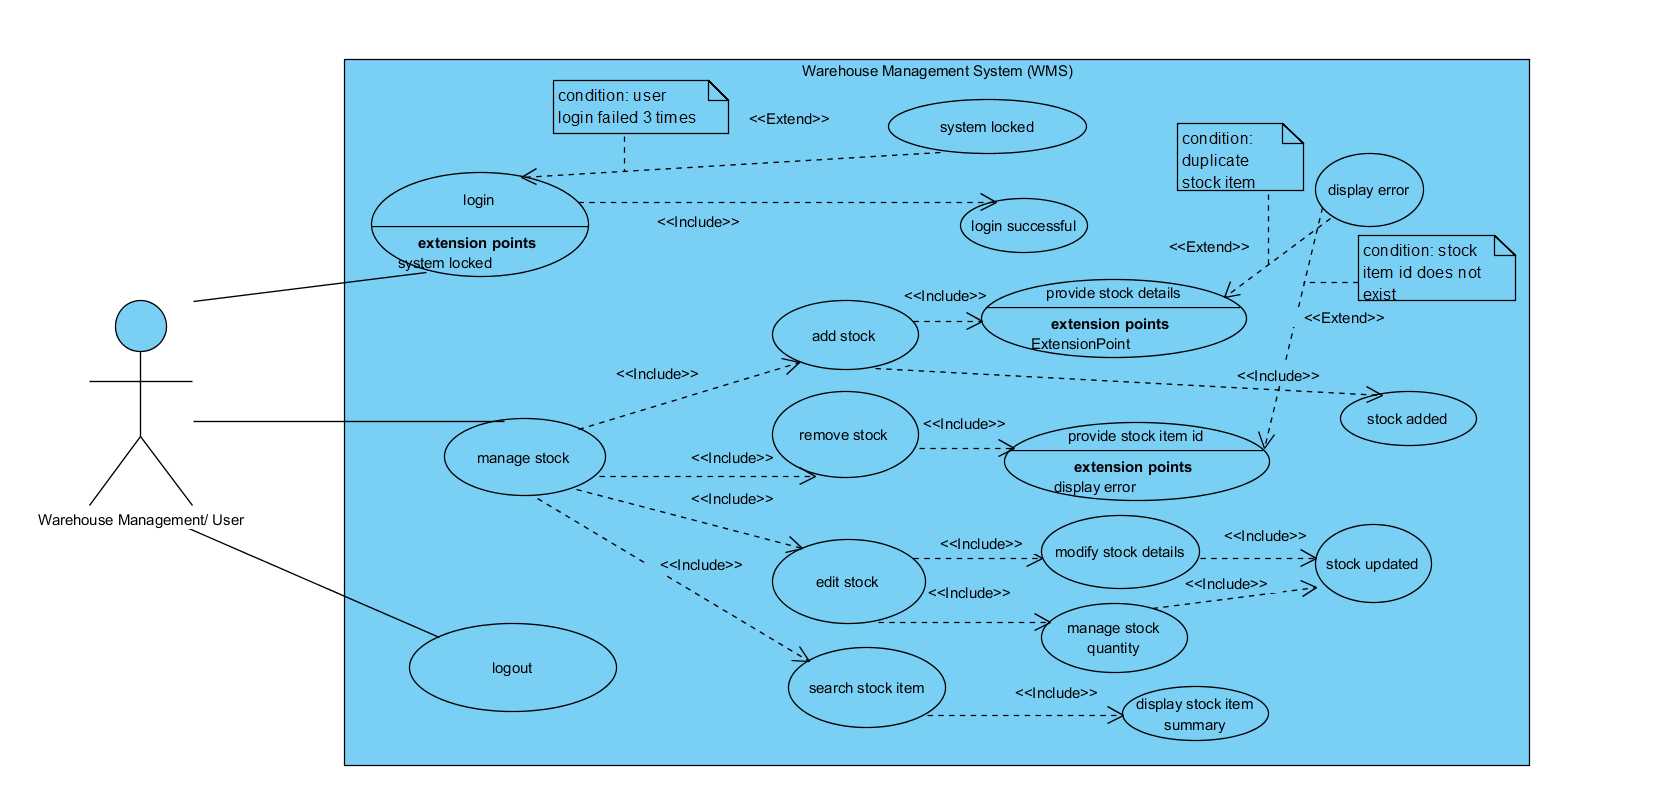 Warehouse Management System (WMS)
condition: user
login failed 3 times
<<Extend>>
system locked
condition:
duplicate
stock item
display error
login
extension points
system locked
<<Include>>
login successful
<<Extend>>
condition: stock
item id does not
exist
<<Include>>
provide stock details
extension points
ExtensionPoint
<<Extend>>
add stock
<<Include>>
<<Include>>
stock added
remove stock
<<Include>>
provide stock item id
extension points
display error
manage stock
<<Include>>
<<Include>>
Warehouse Management/ User
<<Include>>
edit stock
<<Include>>
modify stock details
<<Include>>
stock updated
<<Include>>
<<Include>>
manage stock
quantity
logout
search stock item
<<Include>>
display stock item
summary